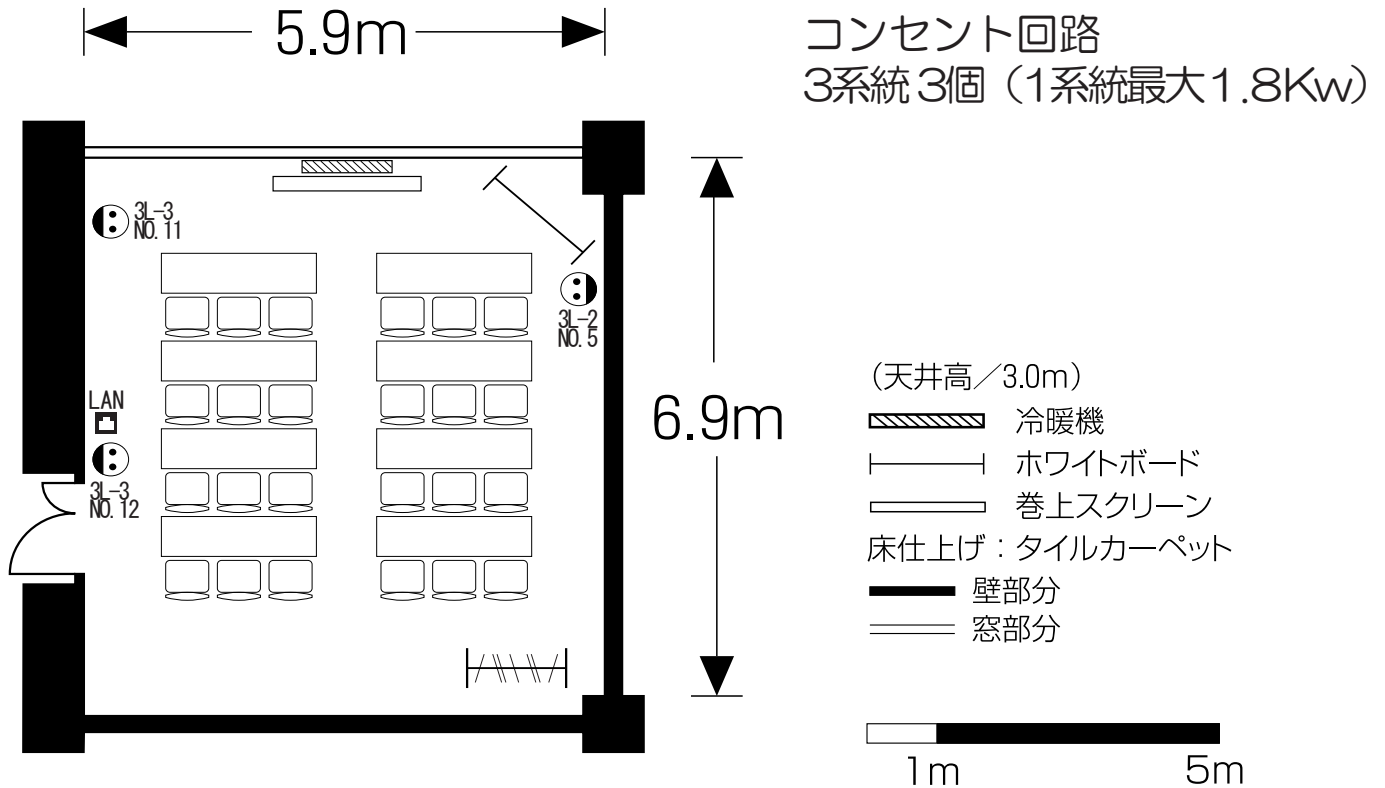 5.9m
コンセント回路
3系統3個（1系統最大1.8Kw）
3L-3
NO.11
3L-2
NO.5
LAN
3L-3
NO.12
6.9m
（天井高／3.0m）
冷暖機
ホワイトボード
巻上スクリーン
床仕上げ：タイルカーペット
壁部分
窓部分
1m
5m